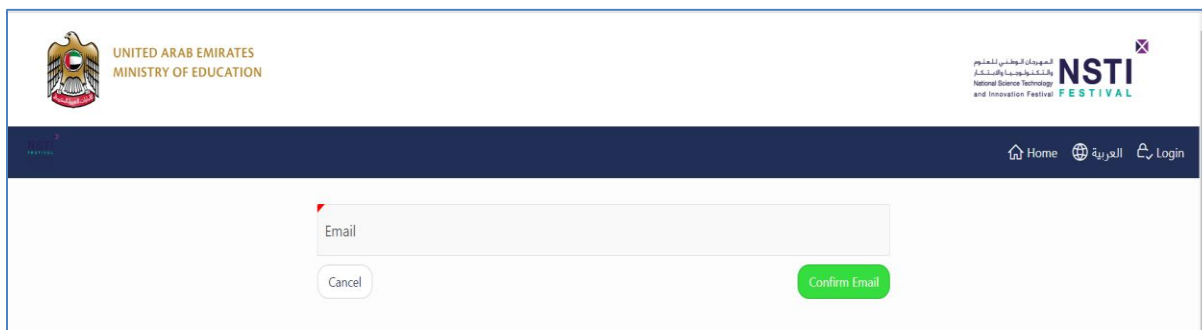 UNITED ARAB EMIRATES
MINISTRY OF EDUCATION
المهرجان الوطني للعلوم
والتكنولوجيا والابتكار
National Science Technology
and Innovation Festival
NSTI
FESTIVAL
Home العربية Login
Email
Cancel Confirm Email